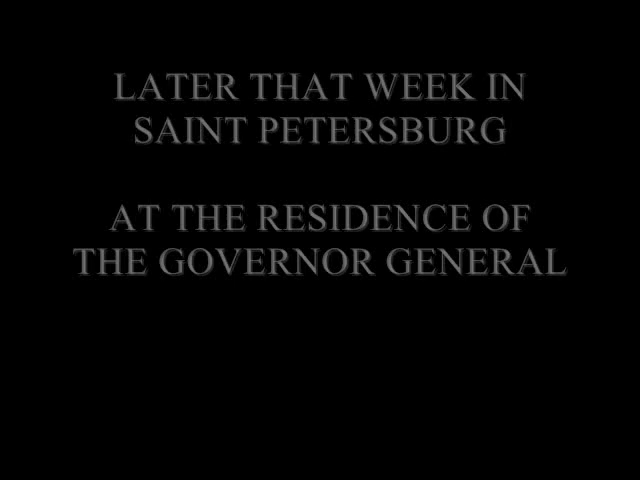 LATER THAT WEEK IN
SAINT PETERSBURG
AT THE RESIDENCE OF
THE GOVERNOR GENERAL